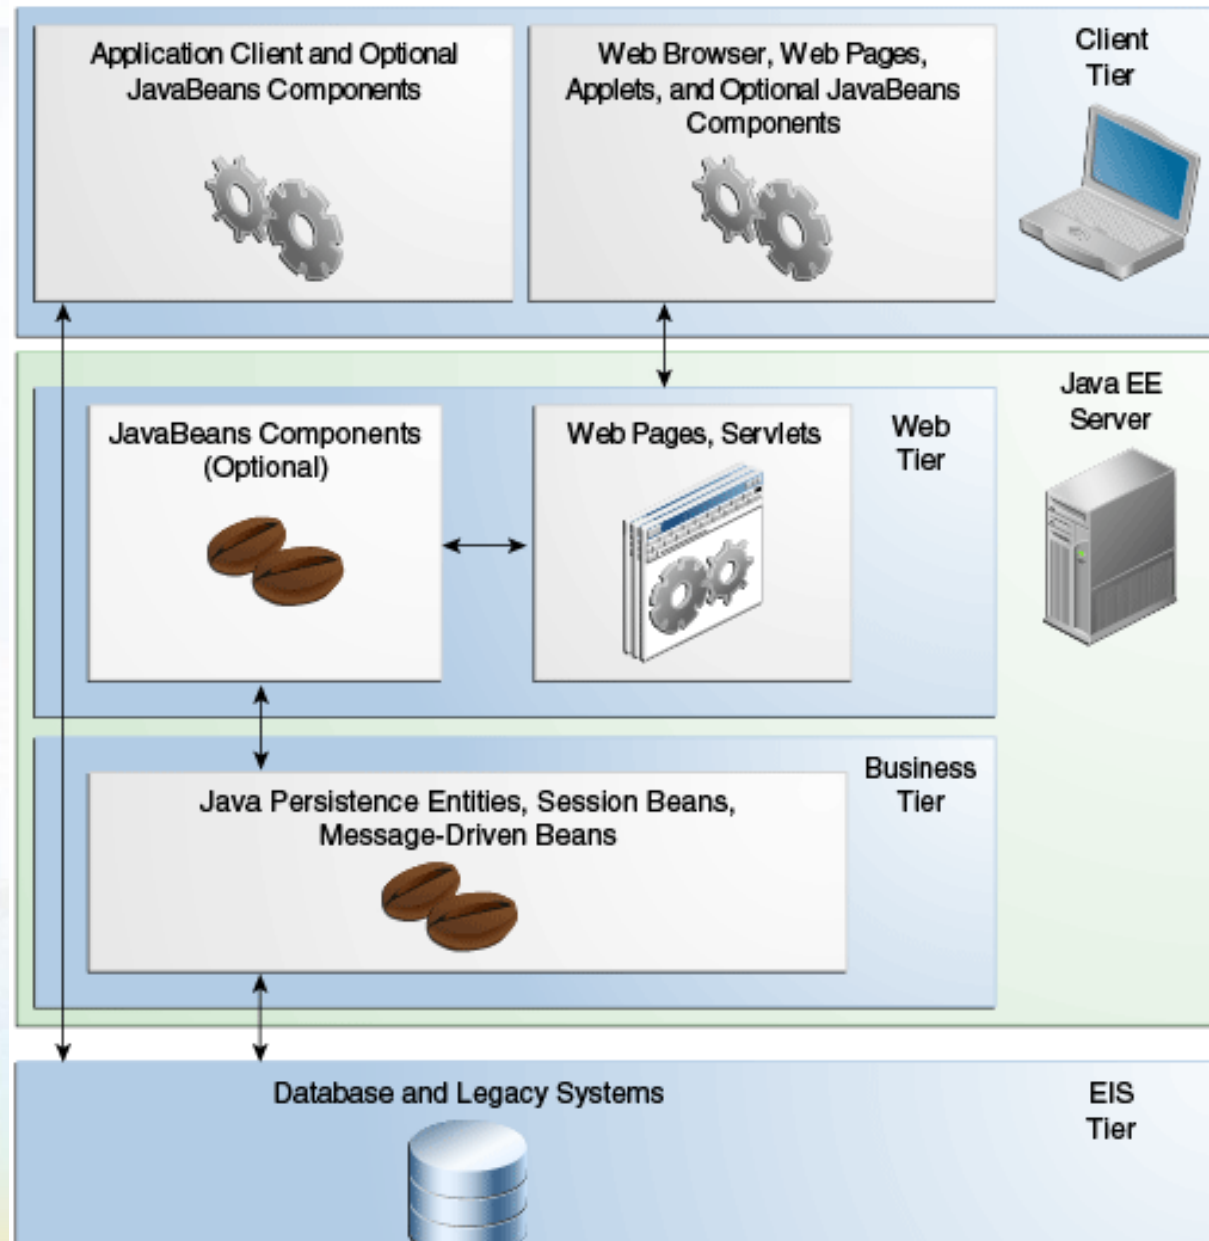 Application Client and Optional
JavaBeans Components
Web Browser, Web Pages,
Applets, and Optional JavaBeans
Components
Client
Tier
JavaBeans Components
(Optional)
Web Pages, Servlets
Web
Tier
Java EE
Server
Java Persistence Entities, Session Beans,
Message-Driven Beans
Business
Tier
Database and Legacy Systems
EIS
Tier